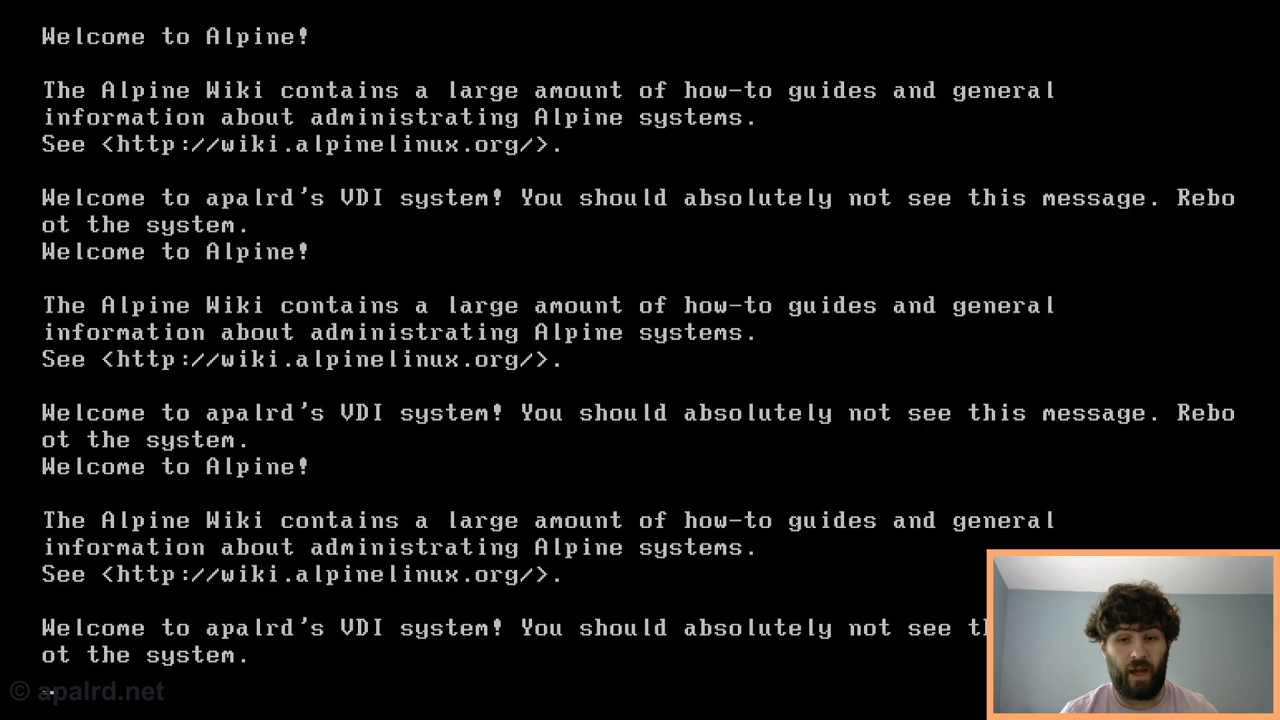 Welcome to Alpine!
The Alpine Wiki contains a large amount of how-to guides and general
information about administrating Alpine systems.
See <http://wiki.alpinelinux.org/>.
Welcome to apalrd's VDI system! You should absolutely not see this message. Rebo
ot the system.
Welcome to Alpine!
The Alpine Wiki contains a large amount of how-to guides and general
information about administrating Alpine systems.
See <http://wiki.alpinelinux.org/>.
Welcome to apalrd's VDI system! You should absolutely not see this message. Rebo
ot the system.
Welcome to Alpine!
The Alpine Wiki contains a large amount of how-to guides and general
information about administrating Alpine systems.
See <http://wiki.alpinelinux.org/>.
Welcome to apalrd's VDI system! You should absolutely not see
ot the system.
© apalrd.net